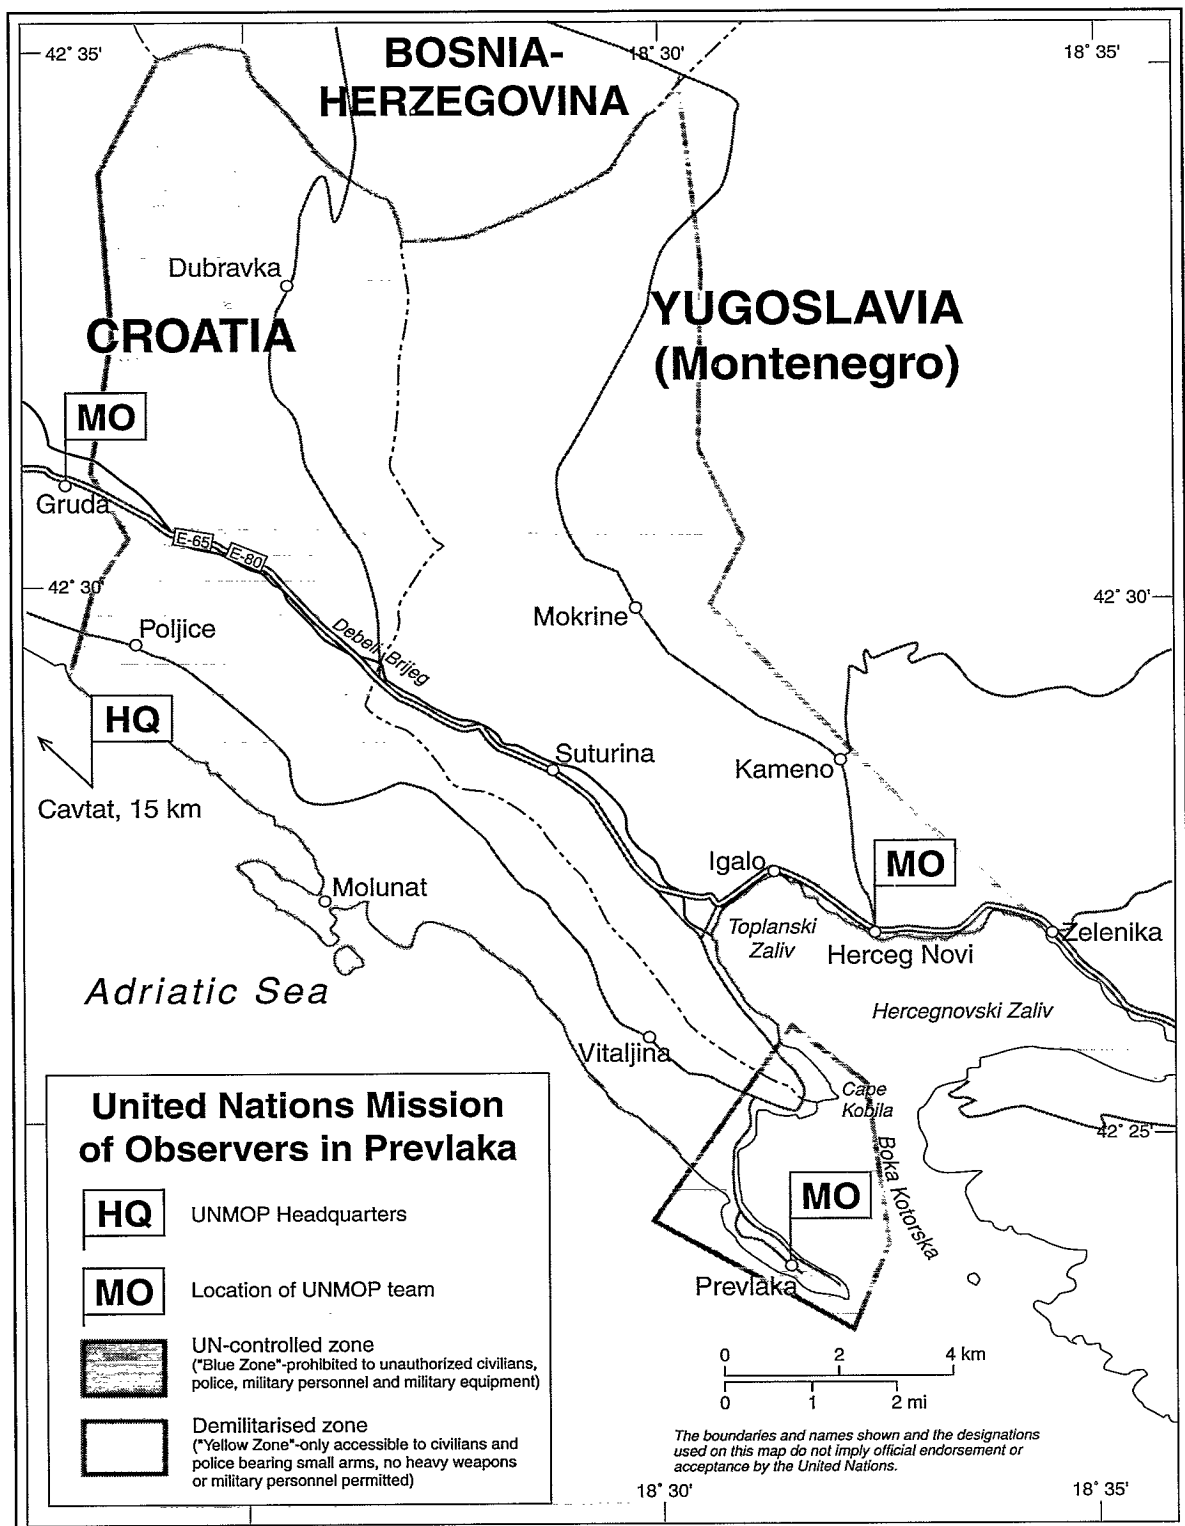 42° 35'
BOSNIA-
HERZEGOVINA
18° 30'
18° 35'
Dubravka
CROATIA
YUGOSLAVIA
(Montenegro)
MO
Gruda
E-65
E-80
42° 30'
42° 30'
Mokrine
Poljice
Debeli Brijeg
HQ
Cavtat, 15 km
Suturina
Kameno
Igalo
MO
Molunat
Toplanski
Zaliv
Herceg Novi
Zelenika
Adriatic Sea
Hercegnovski Zaliv
Vitaljina
Cape
Kobila
42° 25'
Boka Kotorska
MO
Prevlaka
United Nations Mission
of Observers in Prevlaka
HQ
UNMOP Headquarters
MO
Location of UNMOP team
UN-controlled zone
("Blue Zone"-prohibited to unauthorized civilians,
police, military personnel and military equipment)
Demilitarised zone
("Yellow Zone"-only accessible to civilians and
police bearing small arms, no heavy weapons
or military personnel permitted)
0 2 4 km
0 1 2 mi
The boundaries and names shown and the designations
used on this map do not imply official endorsement or
acceptance by the United Nations.
18° 30'
18° 35'